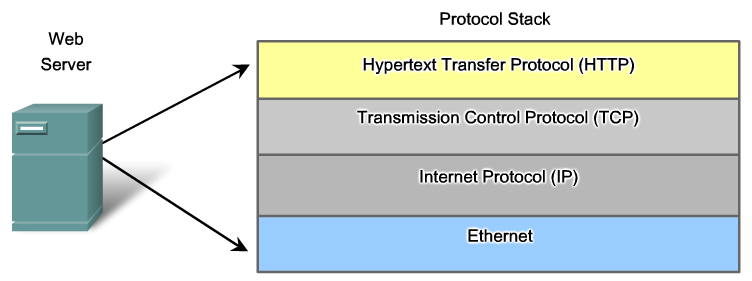 Protocol Stack
Web
Server
Hypertext Transfer Protocol (HTTP)
Transmission Control Protocol (TCP)
Internet Protocol (IP)
Ethernet